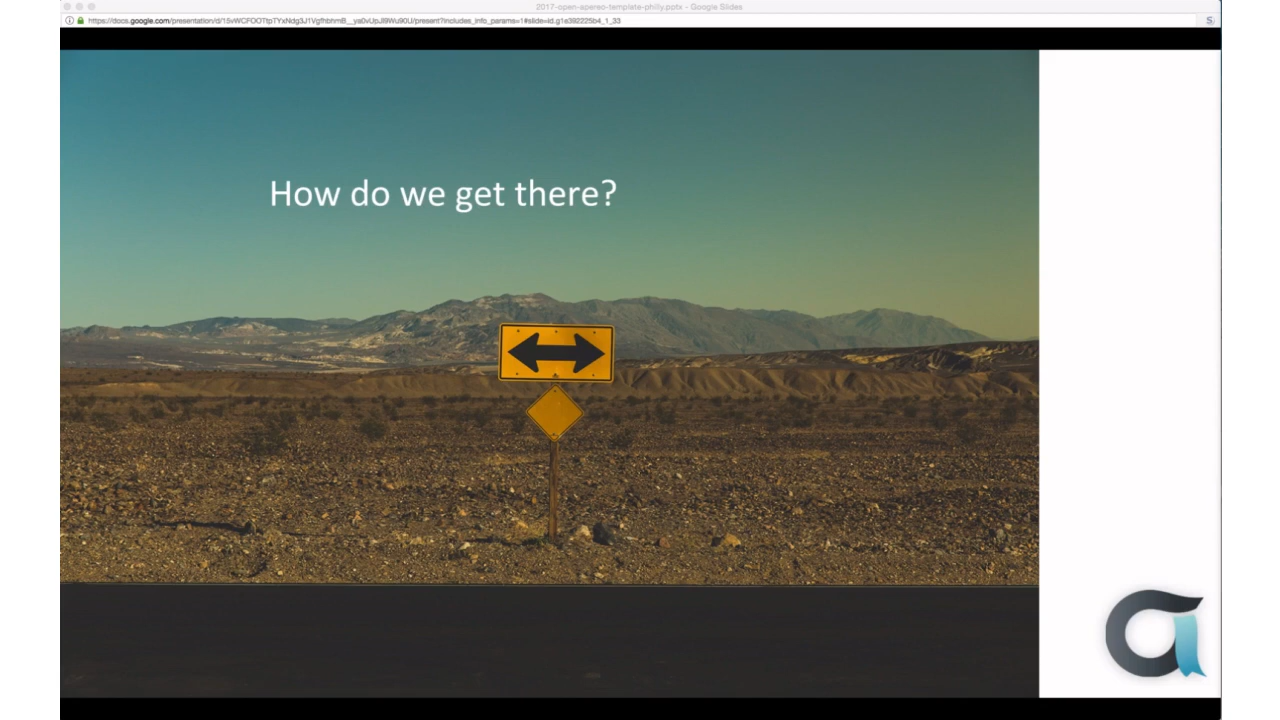 2017-open-apereo-template-philly.pptx - Google Slides
How do we get there?